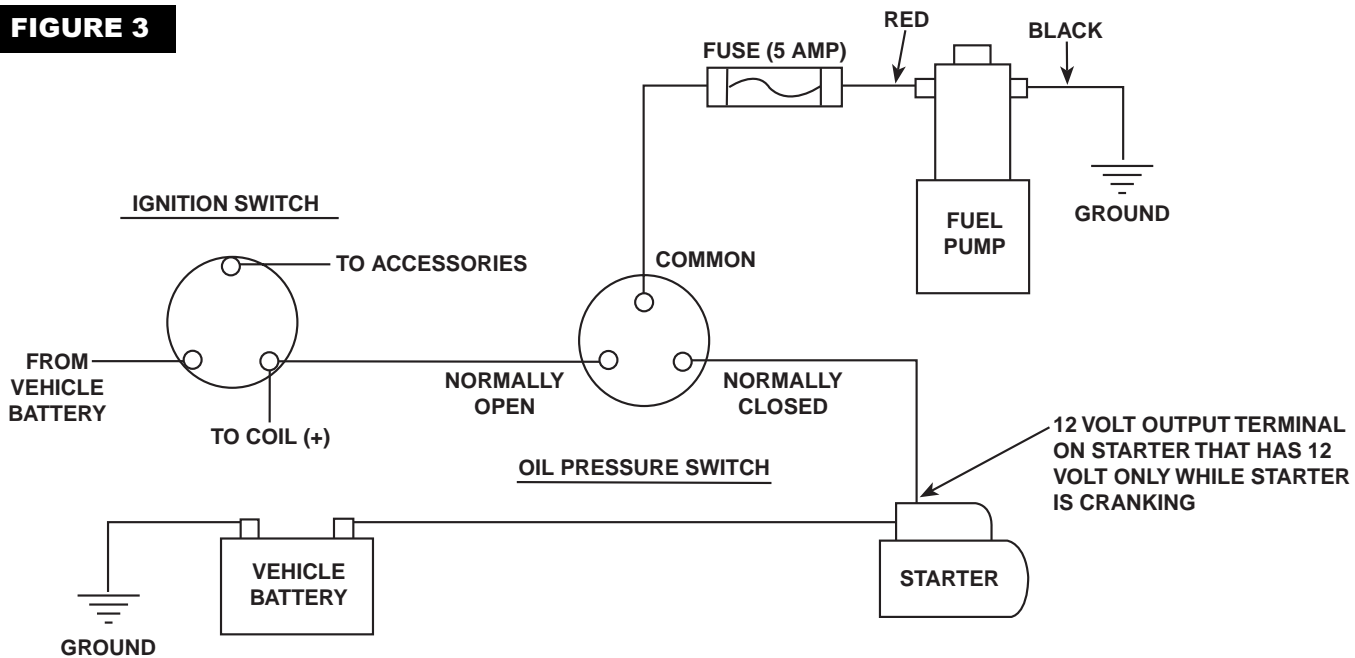 FIGURE 3
RED
BLACK
FUSE (5 AMP)
GROUND
FUEL
PUMP
IGNITION SWITCH
TO ACCESSORIES
COMMON
FROM
VEHICLE
BATTERY
NORMALLY
OPEN
NORMALLY
CLOSED
TO COIL (+)
OIL PRESSURE SWITCH
12 VOLT OUTPUT TERMINAL
ON STARTER THAT HAS 12
VOLT ONLY WHILE STARTER
IS CRANKING
VEHICLE
BATTERY
STARTER
GROUND